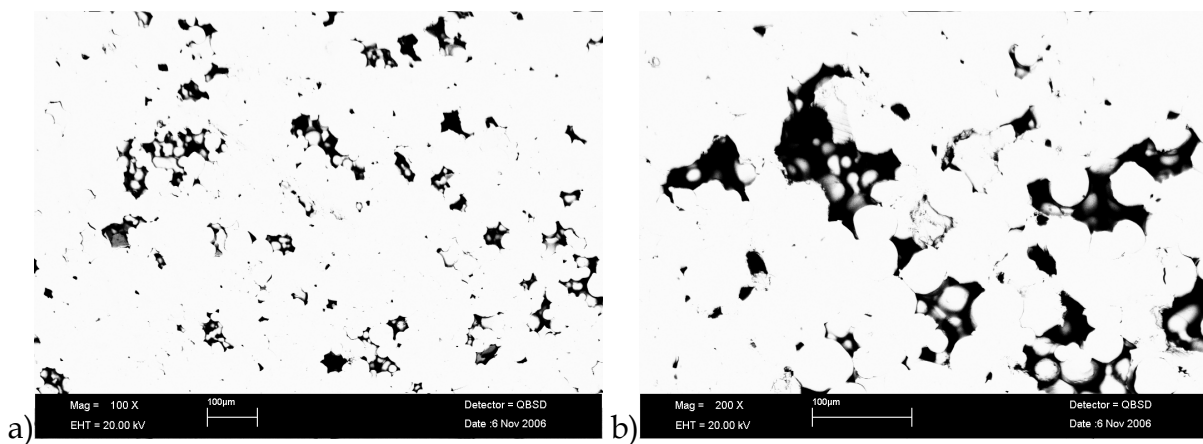 a)
Mag = 100 X
100µm
Detector = QBSD
EHT = 20.00 kV
Date :6 Nov 2006
b)
Mag = 200 X
100µm
Detector = QBSD
EHT = 20.00 kV
Date :6 Nov 2006